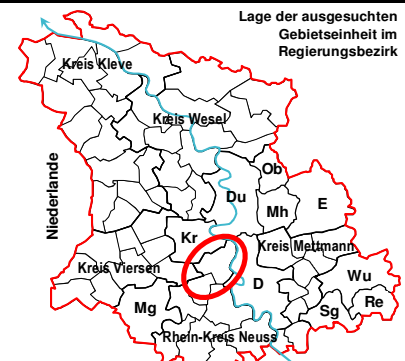 Lage der ausgesuchten
Gebietseinheit im
Regierungsbezirk
Kreis Kleve
Kreis Wesel
Niederlande
Ob
Du
Mh
E
Kr
Kreis Mettmann
Kreis Viersen
Wu
D
Mg
Sg
Re
Rhein-Kreis Neuss